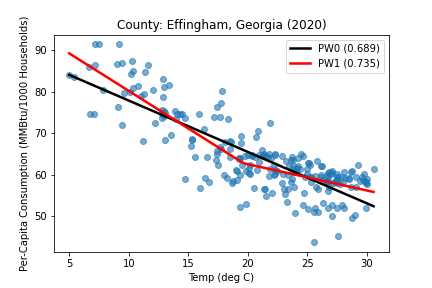 County: Effingham, Georgia (2020)
PW0 (0.689)
PW1 (0.735)
Per-Capita Consumption (MMBtu/1000 Households)
90
80
70
60
50
5 10 15 20 25 30
Temp (deg C)